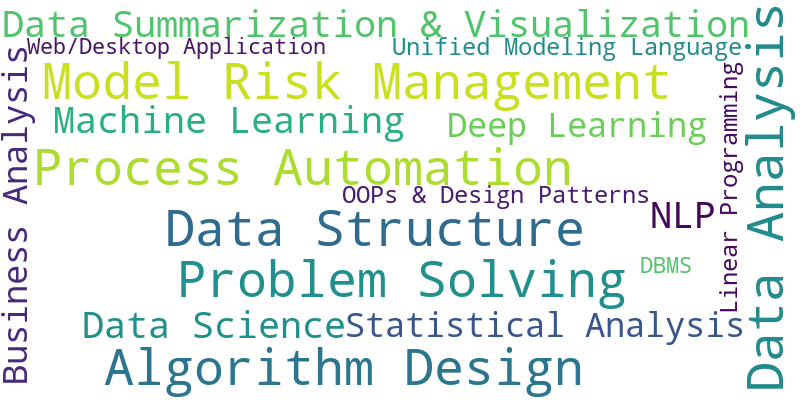 Data Summarization & Visualization
Web/Desktop Application
Unified Modeling Language
Model Risk Management
Machine Learning
Deep Learning
Process Automation
OOPs & Design Patterns
NLP
Data Structure
DBMS
Problem Solving
Data Science
Statistical Analysis
Algorithm Design
Business Analysis
Linear Programming
Data Analysis